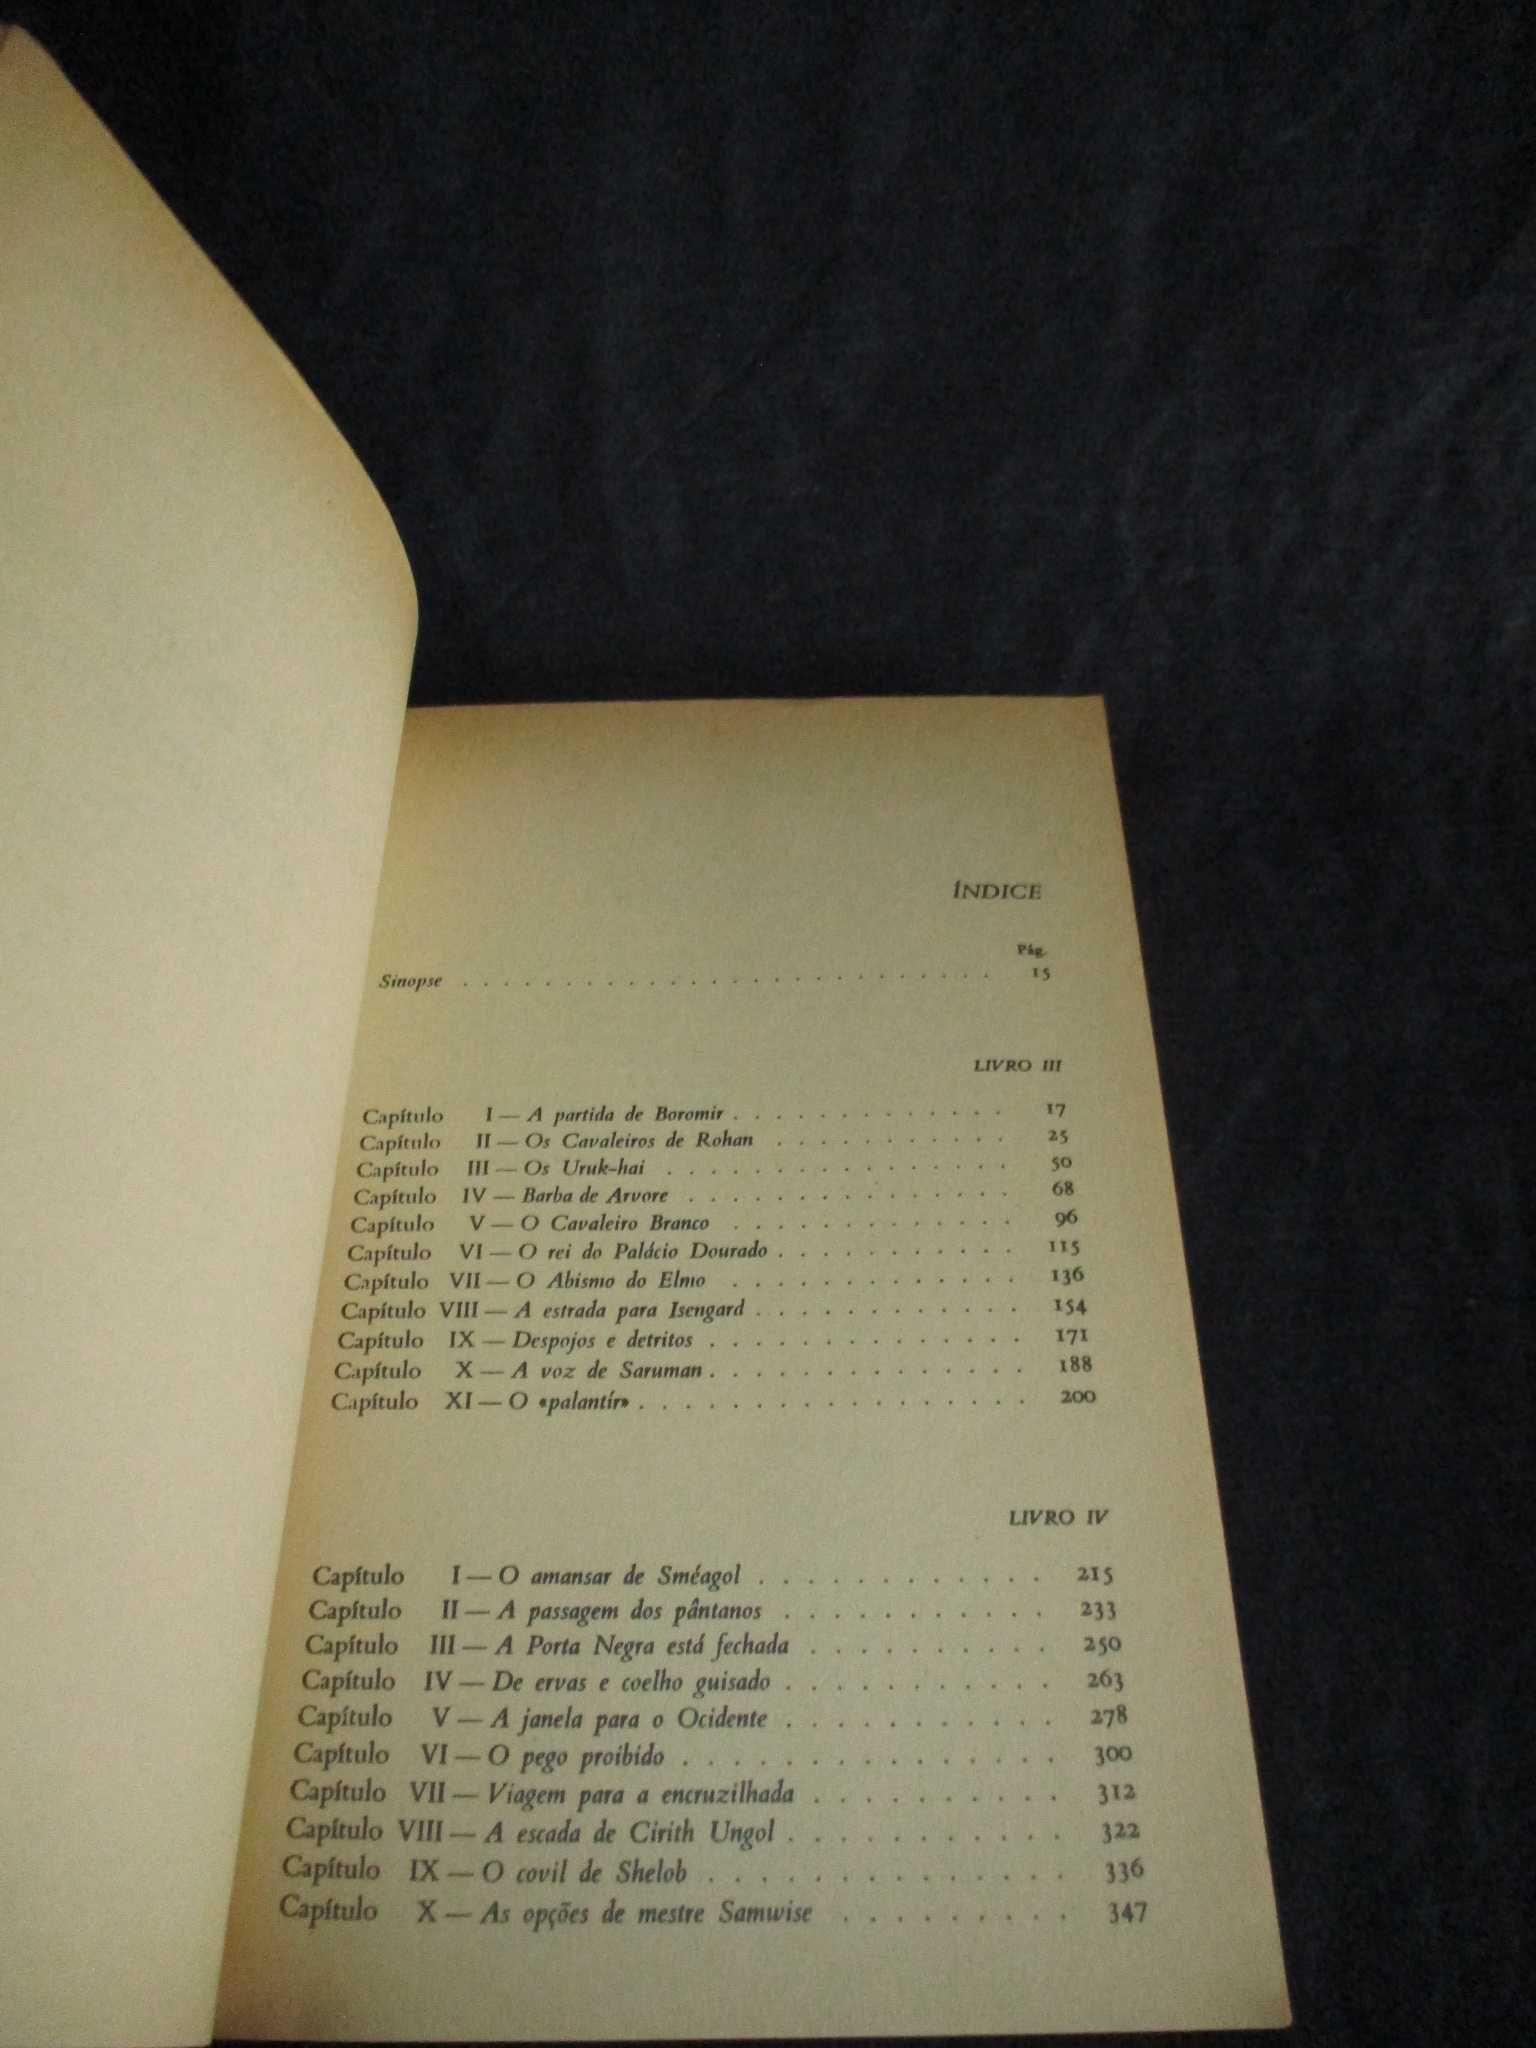 ÍNDICE
Pág.
Sinopse . . . . . . . . . . . . . . . . . . . . . . . . . . 15
LIVRO III
Capítulo I — A partida de Boromir . . . . . . . . . . . . . 17
Capítulo II — Os Cavaleiros de Rohan . . . . . . . . . . . 25
Capítulo III — Os Uruk-hai . . . . . . . . . . . . . . . . 50
Capítulo IV — Barba de Arvore . . . . . . . . . . . . . . . 68
Capítulo V — O Cavaleiro Branco . . . . . . . . . . . . . 96
Capítulo VI — O rei do Palácio Dourado . . . . . . . . . . . 115
Capítulo VII — O Abismo do Elmo . . . . . . . . . . . . . 136
Capítulo VIII — A estrada para Isengard . . . . . . . . . . . . 154
Capítulo IX — Despojos e detritos . . . . . . . . . . . . . . 171
Capítulo X — A voz de Saruman . . . . . . . . . . . . . . 188
Capítulo XI — O «palantír» . . . . . . . . . . . . . . . . . 200
LIVRO IV
Capítulo I — O amansar de Sméagol . . . . . . . . . . . . 215
Capítulo II — A passagem dos pântanos . . . . . . . . . . . 233
Capítulo III — A Porta Negra está fechada . . . . . . . . . . 250
Capítulo IV — De ervas e coelho guisado . . . . . . . . . . . 263
Capítulo V — A janela para o Ocidente . . . . . . . . . . . 278
Capítulo VI — O pego proibido . . . . . . . . . . . . . . . 300
Capítulo VII — Viagem para a encruzilhada . . . . . . . . . . 312
Capítulo VIII — A escada de Cirith Ungol . . . . . . . . . . . 322
Capítulo IX — O covil de Shelob . . . . . . . . . . . . . . 336
Capítulo X — As opções de mestre Samwise . . . . . . . . . 347